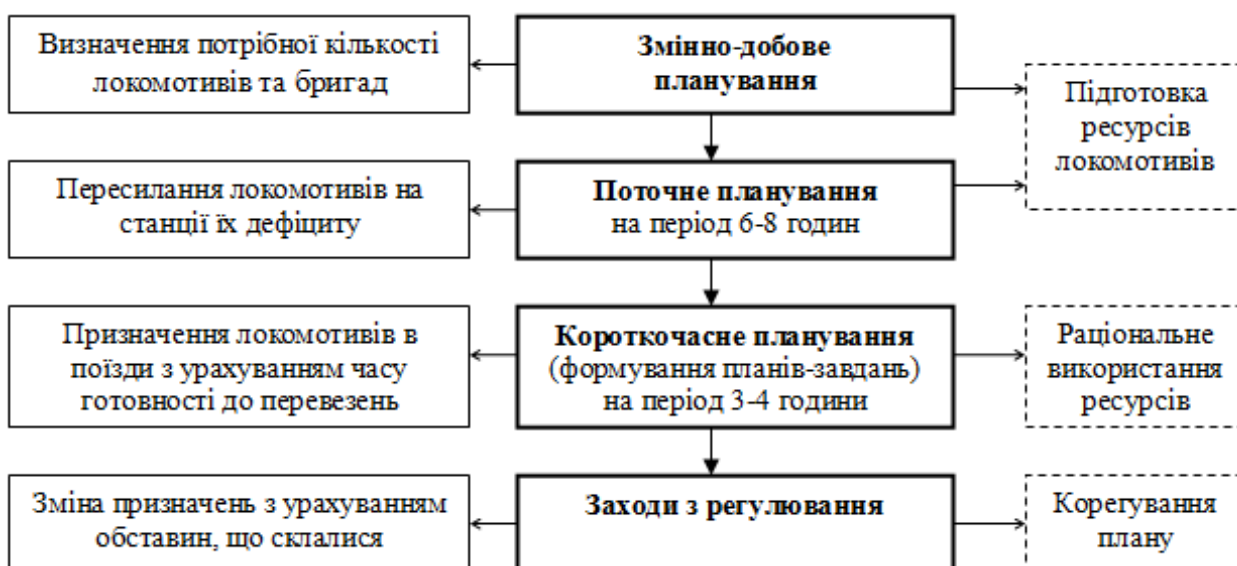 Визначення потрібної кількості
локомотивів та бригад
Змінно-добове
планування
Підготовка
ресурсів
локомотивів
Пересилання локомотивів на
станції їх дефіциту
Поточне планування
на період 6-8 годин
Призначення локомотивів в
поїзди з урахуванням часу
готовності до перевезень
Короткочасне планування
(формування планів-завдань)
на період 3-4 години
Раціональне
використання
ресурсів
Зміна призначень з урахуванням
обставин, що склалися
Заходи з регулювання
Корегування
плану